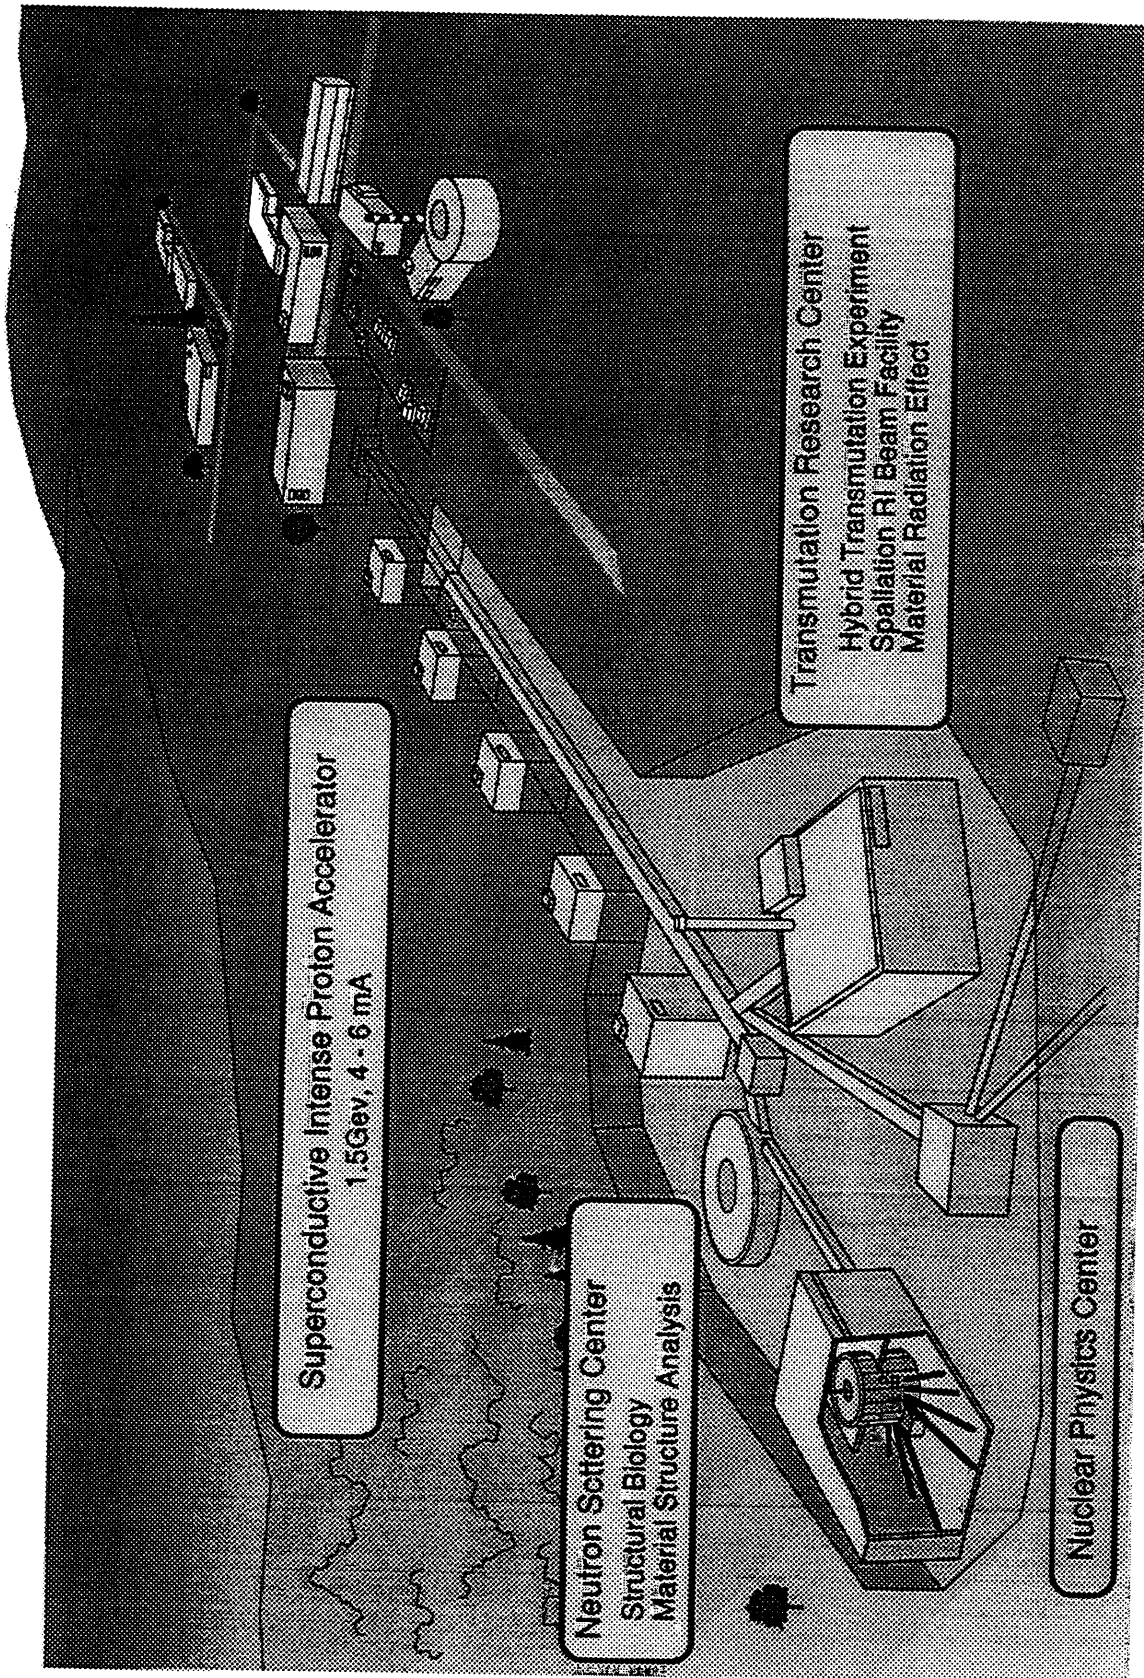 Superconductive Intense Proton Accelerator
1.5Gev, 4 - 6 mA
Neutron Scttering Center
Structural Biology
Material Structure Analysis
Transmutation Research Center
Hybrid Transmutation Experiment
Spallation RI Beam Facility
Material Radiation Effect
Nuclear Physics Center